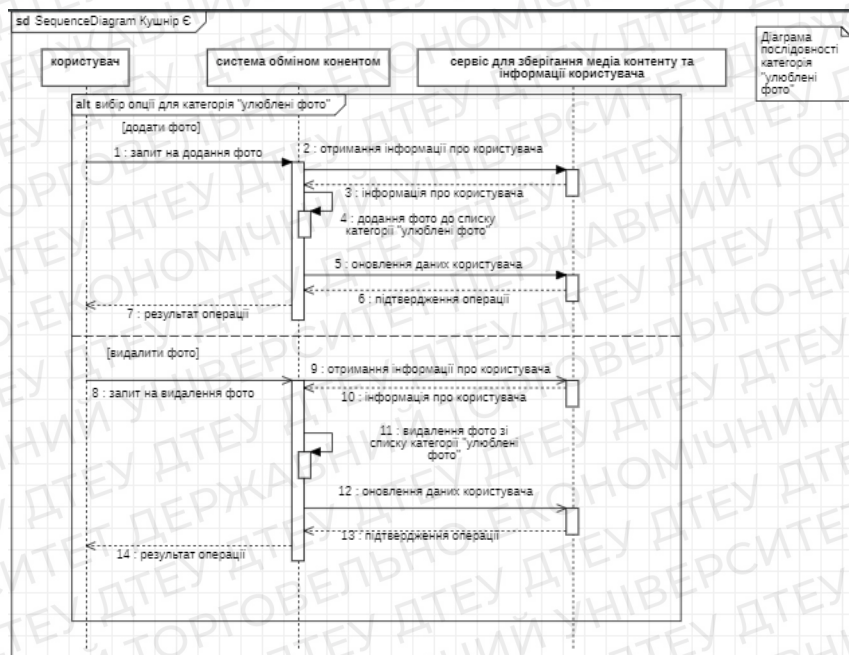 sd SequenceDiagram Кушнір Є
Діаграма
послідовності
категорія
"улюблені
фото"
користувач
система обміном конентом
сервіс для зберігання медіа контенту та
інформації користувача
alt вибір опції для категорія "улюблені фото"
[додати фото]
1 : запит на додання фото
2 : отримання інформації про користувача
3 : інформація про користувача
4 : додання фото до списку
категорії "улюблені фото"
5 : оновлення даних користувача
6 : підтвердження операції
7 : результат операції
[видалити фото]
8 : запит на видалення фото
9 : отримання інформації про користувача
10 : інформація про користувача
11 : видалення фото зі
списку категорії "улюблені
фото"
12 : оновлення даних користувача
13 : підтвердження операції
14 : результат операції